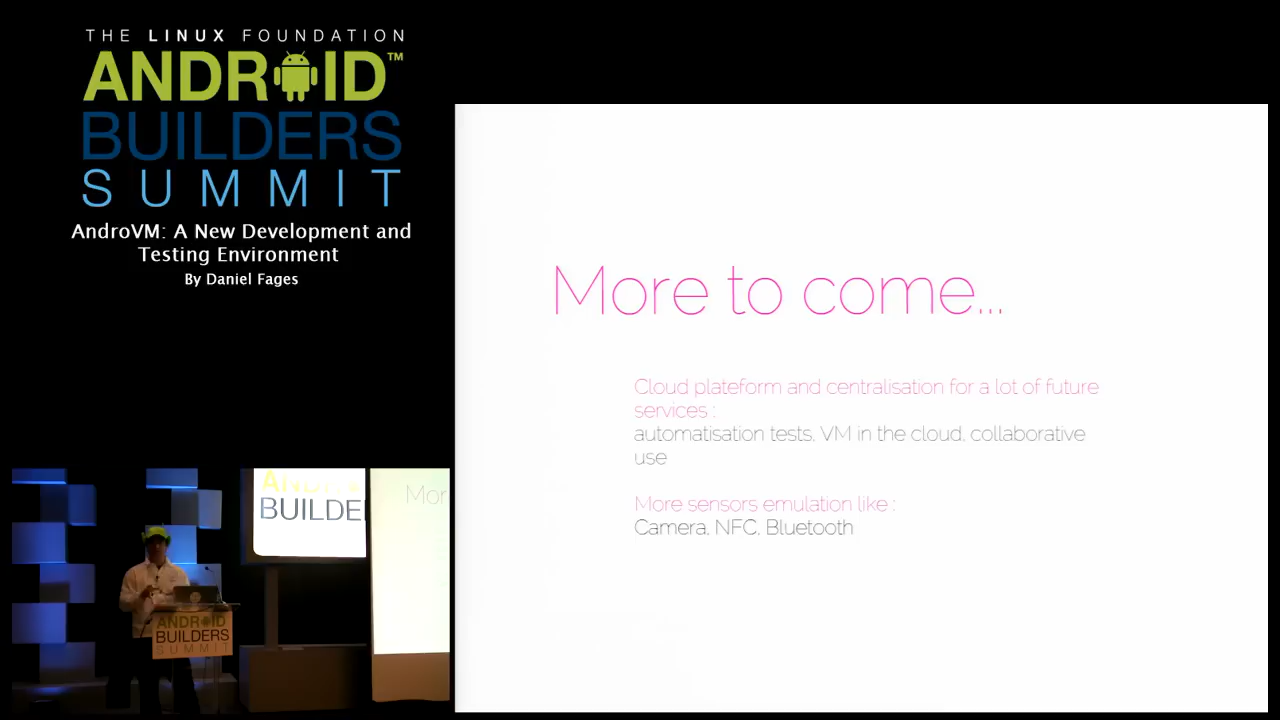 THE LINUX FOUNDATION
ANDROID™
BUILDERS
SUMMIT
AndroVM: A New Development and
Testing Environment
By Daniel Fages
More to come...
Cloud plateform and centralisation for a lot of future
services :
automatisation tests, VM in the cloud, collaborative
use
More sensors emulation like :
Camera, NFC, Bluetooth
BUILDE
Mor
ANDROID
BUILDERS
SUMMIT